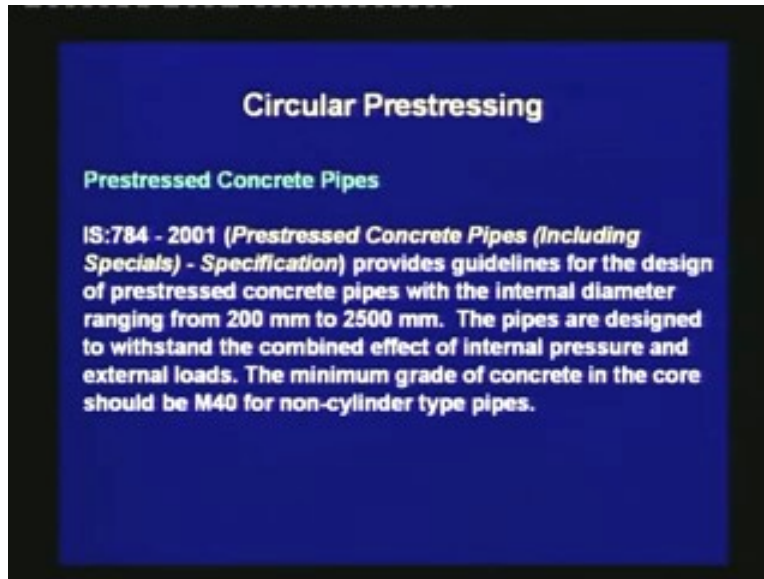 Circular Prestressing
Prestressed Concrete Pipes
IS:784 - 2001 (Prestressed Concrete Pipes (Including
Specials) - Specification) provides guidelines for the design
of prestressed concrete pipes with the internal diameter
ranging from 200 mm to 2500 mm. The pipes are designed
to withstand the combined effect of internal pressure and
external loads. The minimum grade of concrete in the core
should be M40 for non-cylinder type pipes.